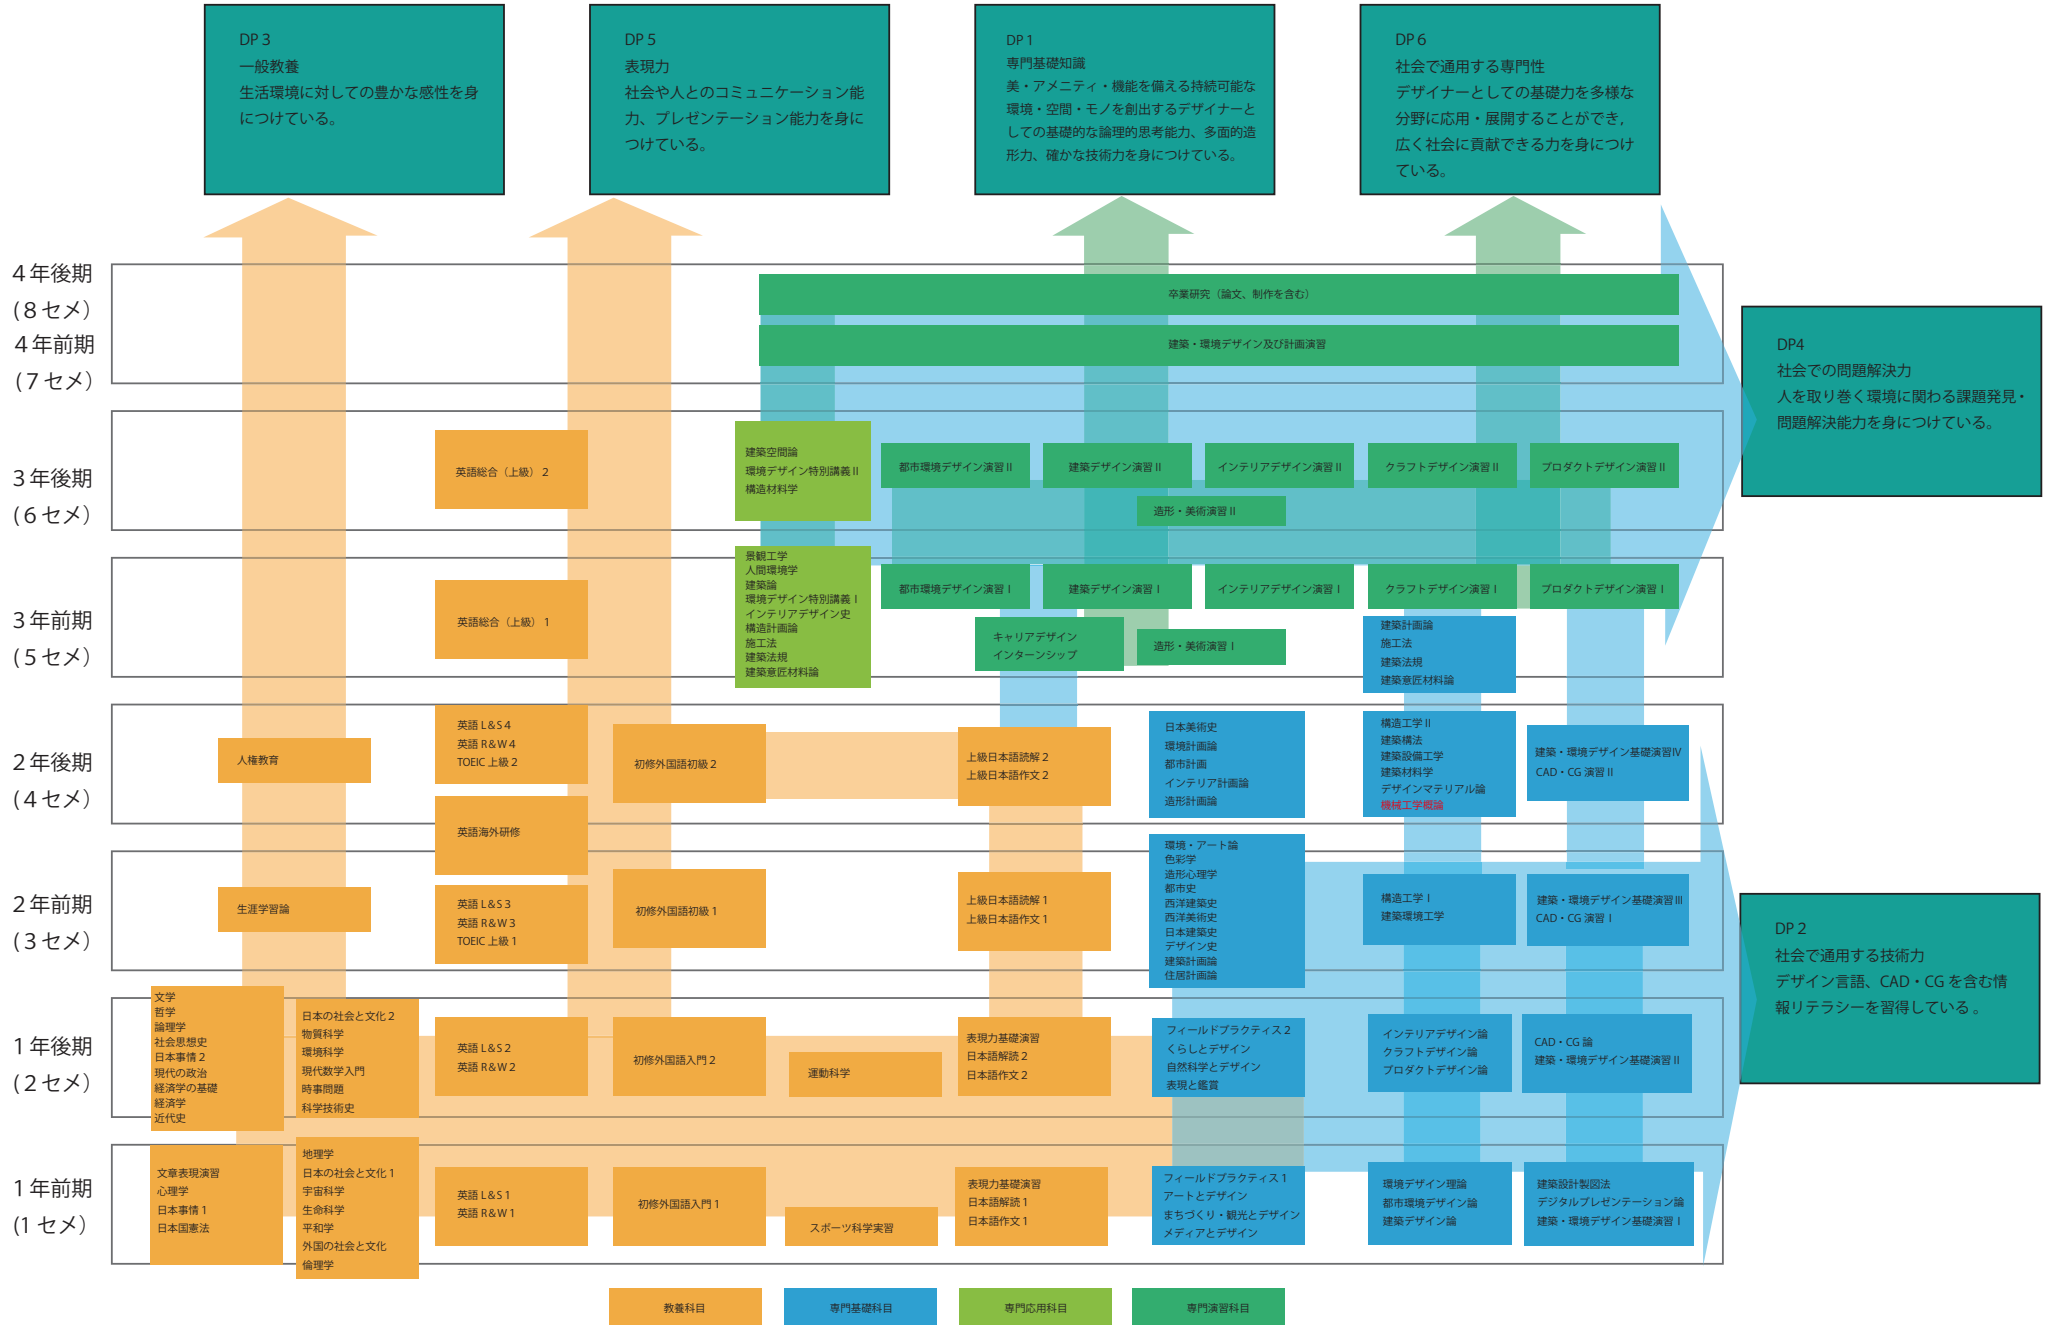 DP 3
一般教養
生活環境に対しての豊かな感性を身
につけている。
DP 5
表現力
社会や人とのコミュニケーション能
力、プレゼンテーション能力を身に
つけている。
DP 1
専門基礎知識
美・アメニティ・機能を備える持続可能な
環境・空間・モノを創出するデザイナーと
しての基礎的な論理的思考能力、多面的造
形力、確かな技術力を身につけている。
DP 6
社会で通用する専門性
デザイナーとしての基礎力を多様な
分野に応用・展開することができ,
広く社会に貢献できる力を身につけ
ている。
4年後期
(8セメ)
卒業研究（論文、制作を含む）
4年前期
(7セメ)
建築・環境デザイン及び計画演習
DP4
社会での問題解決力
人を取り巻く環境に関わる課題発見・
問題解決能力を身につけている。
3年後期
(6セメ)
英語総合（上級）2
建築空間論
環境デザイン特別講義Ⅱ
構造材料学
都市環境デザイン演習Ⅱ
建築デザイン演習Ⅱ
インテリアデザイン演習Ⅱ
クラフトデザイン演習Ⅱ
プロダクトデザイン演習Ⅱ
造形・美術演習Ⅱ
3年前期
(5セメ)
英語総合（上級）1
景観工学
人間環境学
建築論
環境デザイン特別講義Ⅰ
インテリアデザイン史
構造計画論
施工法
建築法規
建築意匠材料論
都市環境デザイン演習Ⅰ
建築デザイン演習Ⅰ
インテリアデザイン演習Ⅰ
クラフトデザイン演習Ⅰ
プロダクトデザイン演習Ⅰ
キャリアデザイン
インターンシップ
造形・美術演習Ⅰ
建築計画論
施工法
建築法規
建築意匠材料論
2年後期
(4セメ)
人権教育
英語 L&S 4
英語 R&W 4
TOEIC 上級 2
英語海外研修
初修外国語初級 2
上級日本語読解 2
上級日本語作文 2
日本美術史
環境計画論
都市計画
インテリア計画論
造形計画論
構造工学Ⅱ
建築構法
建築設備工学
建築材料学
デザインマテリアル論
機械工学概論
建築・環境デザイン基礎演習Ⅳ
CAD・CG 演習Ⅱ
2年前期
(3セメ)
生涯学習論
英語 L&S 3
英語 R&W 3
TOEIC 上級 1
初修外国語初級 1
上級日本語読解 1
上級日本語作文 1
環境・アート論
色彩学
造形心理学
都市史
西洋建築史
西洋美術史
日本建築史
デザイン史
建築計画論
住居計画論
構造工学Ⅰ
建築環境工学
建築・環境デザイン基礎演習Ⅲ
CAD・CG 演習Ⅰ
DP 2
社会で通用する技術力
デザイン言語、CAD・CG を含む情
報リテラシーを習得している 。
1年後期
(2セメ)
文学
哲学
論理学
社会思想史
日本事情 2
現代の政治
経済学の基礎
経済学
近代史
日本の社会と文化 2
物質科学
環境科学
現代数学入門
時事問題
科学技術史
英語 L&S 2
英語 R&W 2
初修外国語入門 2
運動科学
表現力基礎演習
日本語解読 2
日本語作文 2
フィールドプラクティス 2
くらしとデザイン
自然科学とデザイン
表現と鑑賞
インテリアデザイン論
クラフトデザイン論
プロダクトデザイン論
CAD・CG 論
建築・環境デザイン基礎演習Ⅱ
1年前期
(1セメ)
文章表現演習
心理学
日本事情 1
日本国憲法
地理学
日本の社会と文化 1
宇宙科学
生命科学
平和学
外国の社会と文化
倫理学
英語 L&S 1
英語 R&W 1
初修外国語入門 1
スポーツ科学実習
表現力基礎演習
日本語解読 1
日本語作文 1
フィールドプラクティス 1
アートとデザイン
まちづくり・観光とデザイン
メディアとデザイン
環境デザイン理論
都市環境デザイン論
建築デザイン論
建築設計製図法
デジタルプレゼンテーション論
建築・環境デザイン基礎演習Ⅰ
教養科目
専門基礎科目
専門応用科目
専門演習科目